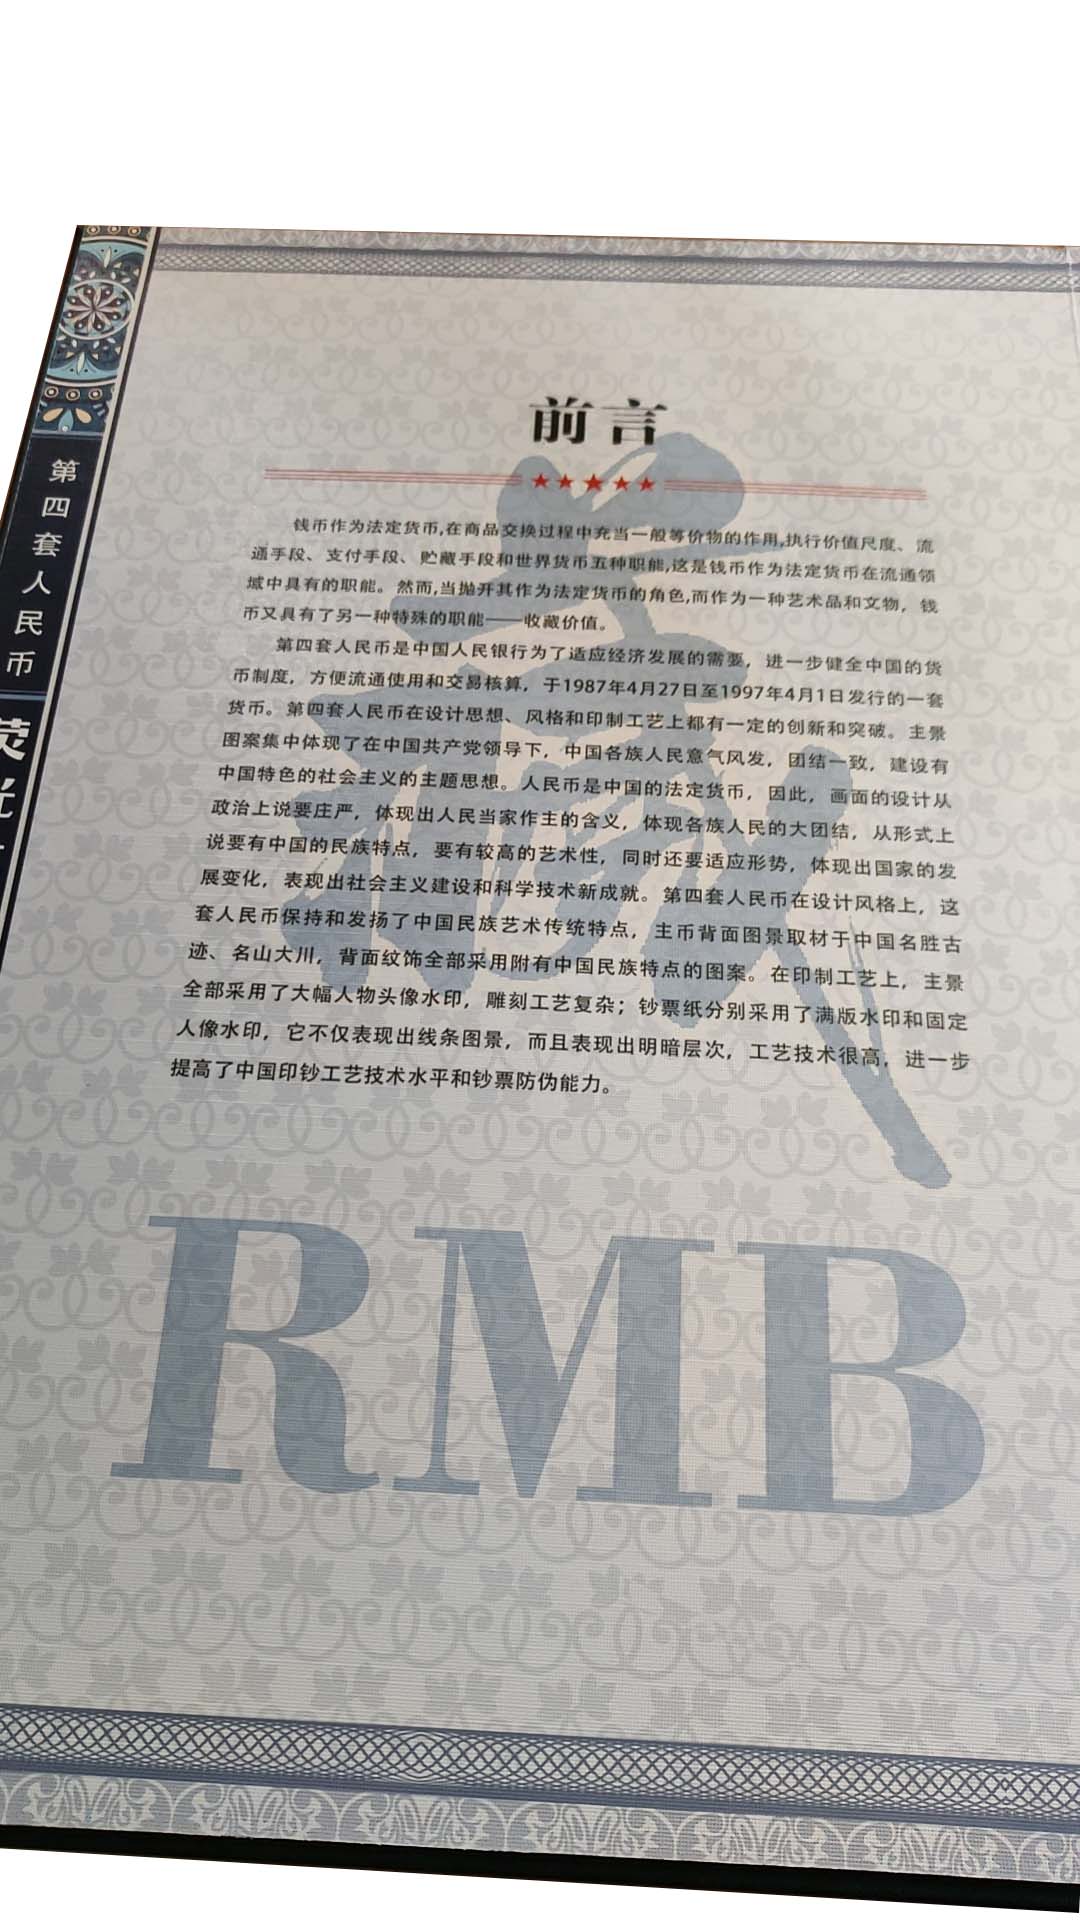 前言
钱币作为法定货币,在商品交换过程中充当一般等价物的作用,执行价值尺度、流
通手段、支付手段、贮藏手段和世界货币五种职能,这是钱币作为法定货币在流通领
域中具有的职能。然而,当抛开其作为法定货币的角色,而作为一种艺术品和文物，钱
币又具有了另一种特殊的职能——收藏价值。
第四套人民币是中国人民银行为了适应经济发展的需要，进一步健全中国的货
币制度，方便流通使用和交易核算，于1987年4月27日至1997年4月1日发行的一套
货币。第四套人民币在设计思想、风格和印制工艺上都有一定的创新和突破。主景
图案集中体现了在中国共产党领导下，中国各族人民意气风发，团结一致，建设有
中国特色的社会主义的主题思想。人民币是中国的法定货币，因此，画面的设计从
政治上说要庄严，体现出人民当家作主的含义，体现各族人民的大团结，从形式上
说要有中国的民族特点，要有较高的艺术性，同时还要适应形势，体现出国家的发
展变化，表现出社会主义建设和科学技术新成就。第四套人民币在设计风格上，这
套人民币保持和发扬了中国民族艺术传统特点，主币背面图景取材于中国名胜古
迹、名山大川，背面纹饰全部采用附有中国民族特点的图案。在印制工艺上，主景
全部采用了大幅人物头像水印，雕刻工艺复杂；钞票纸分别采用了满版水印和固定
人像水印，它不仅表现出线条图景，而且表现出明暗层次，工艺技术很高，进一步
提高了中国印钞工艺技术水平和钞票防伪能力。
RMB
第四套人民币
荧光